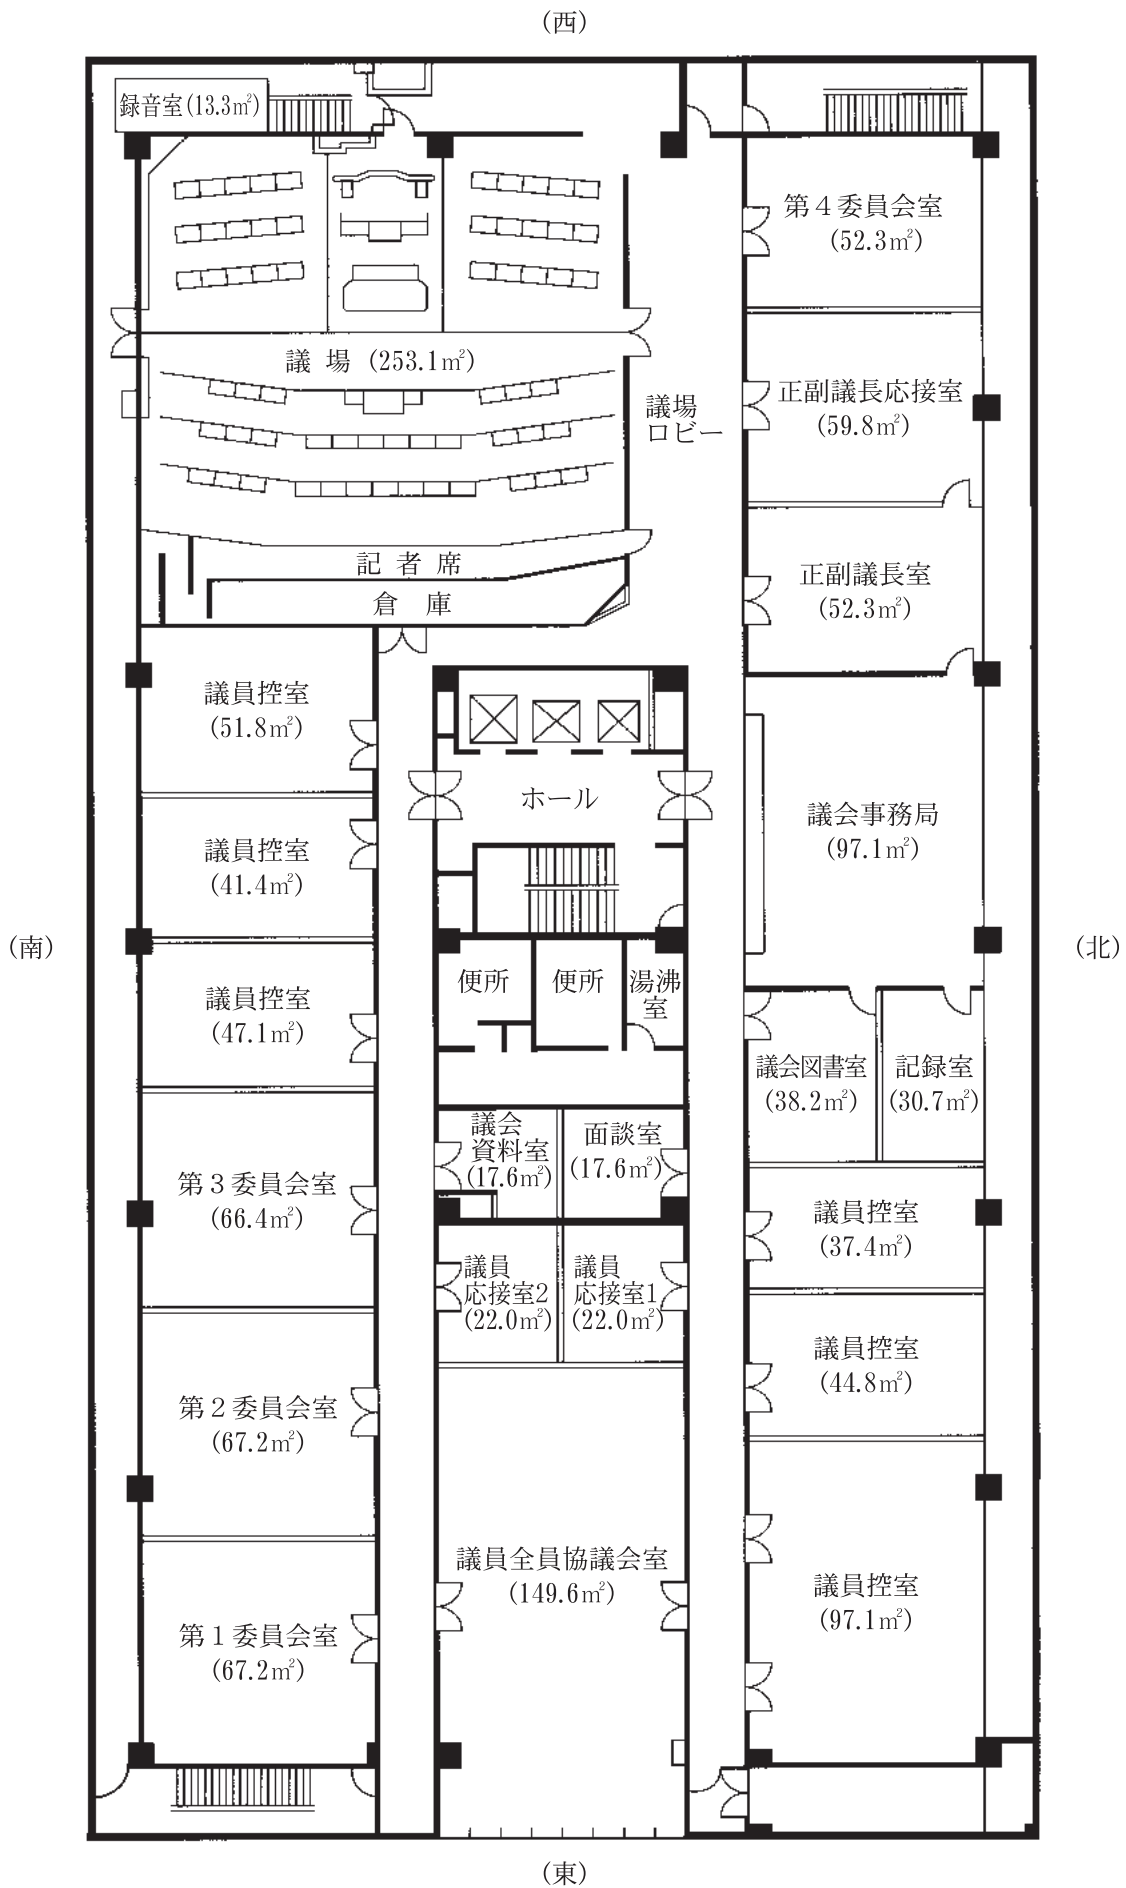 (西)
録音室(13.3㎡)
第4委員会室
(52.3㎡)
議 場 (253.1㎡)
正副議長応接室
(59.8㎡)
議場
ロビー
記 者 席
正副議長室
(52.3㎡)
倉 庫
議員控室
(51.8㎡)
ホール
議会事務局
(97.1㎡)
議員控室
(41.4㎡)
(南)
(北)
議員控室
(47.1㎡)
便所
便所
湯沸
室
議会図書室
(38.2㎡)
記録室
(30.7㎡)
議会
資料室
(17.6㎡)
面談室
(17.6㎡)
第3委員会室
(66.4㎡)
議員控室
(37.4㎡)
議員
応接室2
(22.0㎡)
議員
応接室1
(22.0㎡)
議員控室
(44.8㎡)
第2委員会室
(67.2㎡)
議員全員協議会室
(149.6㎡)
議員控室
(97.1㎡)
第1委員会室
(67.2㎡)
(東)